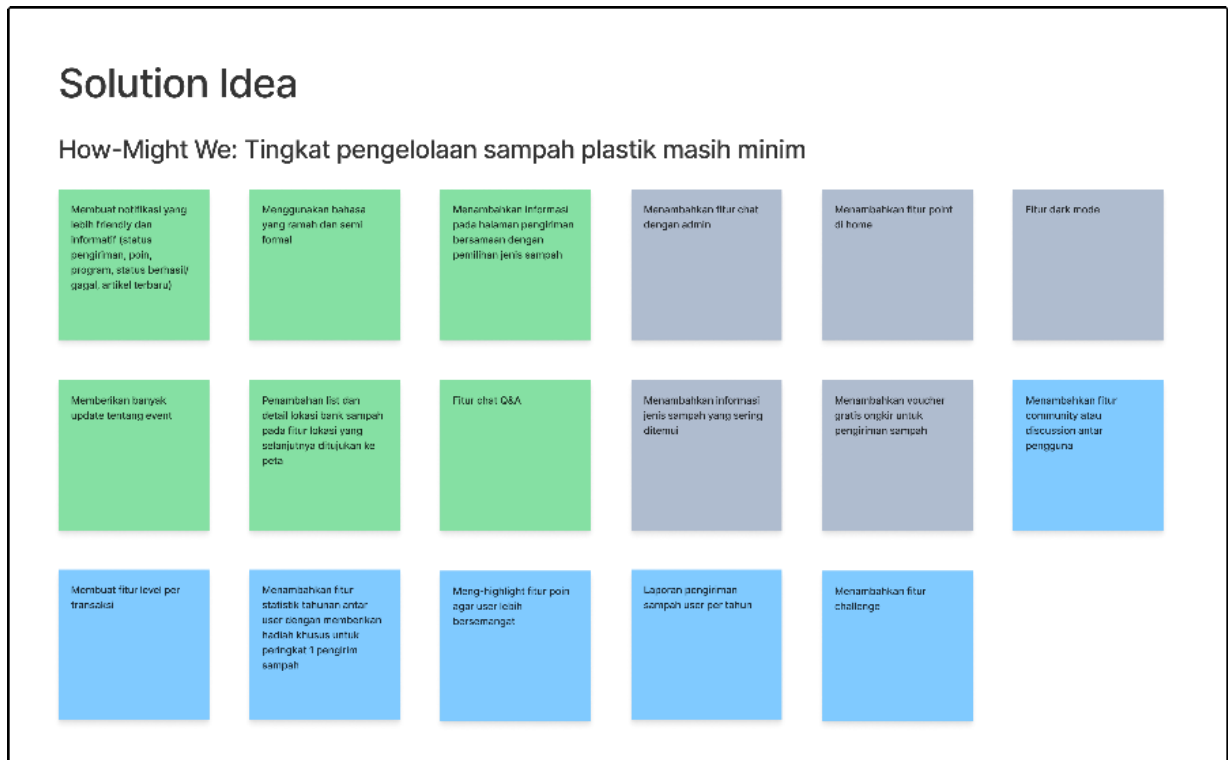 Solution Idea
How-Might We: Tingkat pengelolaan sampah plastik masih minim
Membuat notifikasi yang
lebih friendly dan
informatif (status
pengiriman, poin,
program, status berhasil/
gagal, artikel terbaru)
Menggunakan bahasa
yang ramah dan semi
formal
Menambahkan informasi
pada halaman pengiriman
bersamaan dengan
pemilihan jenis sampah
Menambahkan fitur chat
dengan admin
Menambahkan fitur point
di home
Fitur dark mode
Memberikan banyak
update tentang event
Penambahan list dan
detail lokasi bank sampah
pada fitur lokasi yang
selanjutnya ditujukan ke
peta
Fitur chat Q&A
Menambahkan informasi
jenis sampah yang sering
ditemui
Menambahkan voucher
gratis ongkir untuk
pengiriman sampah
Menambahkan fitur
community atau
discussion antar
pengguna
Membuat fitur level per
transaksi
Menambahkan fitur
statistik tahunan antar
user dengan memberikan
hadiah khusus untuk
peringkat 1 pengirim
sampah
Meng-highlight fitur poin
agar user lebih
bersemangat
Laporan pengiriman
sampah user per tahun
Menambahkan fitur
challenge